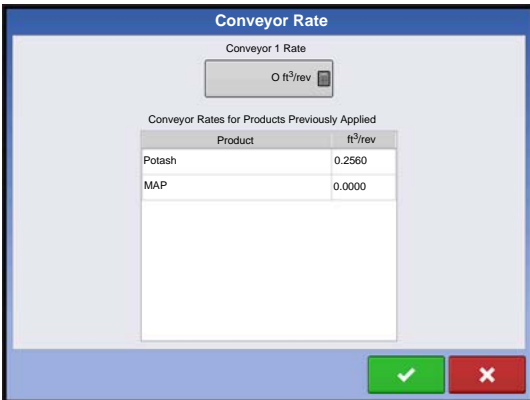 Conveyor Rate
Conveyor 1 Rate
O ft³/rev
Conveyor Rates for Products Previously Applied
Product ft³/rev
Potash 0.2560
MAP 0.0000